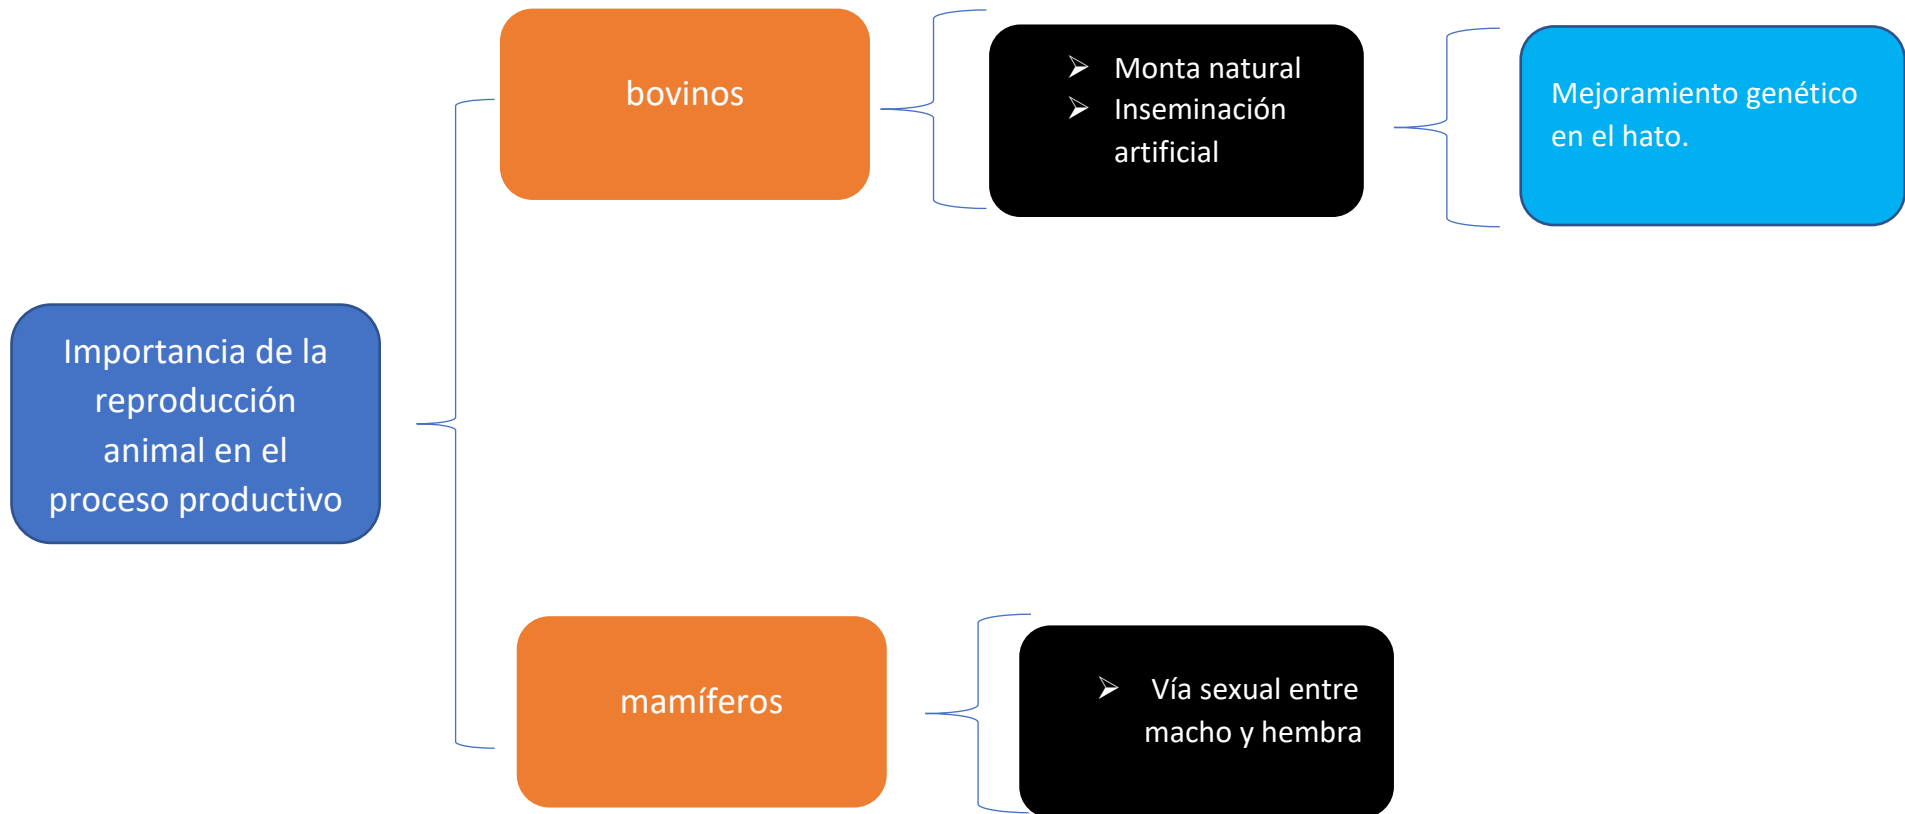 bovinos
➢ Monta natural
➢ Inseminación
artificial
Mejoramiento genético
en el hato.
Importancia de la
reproducción
animal en el
proceso productivo
mamíferos
➢ Vía sexual entre
macho y hembra